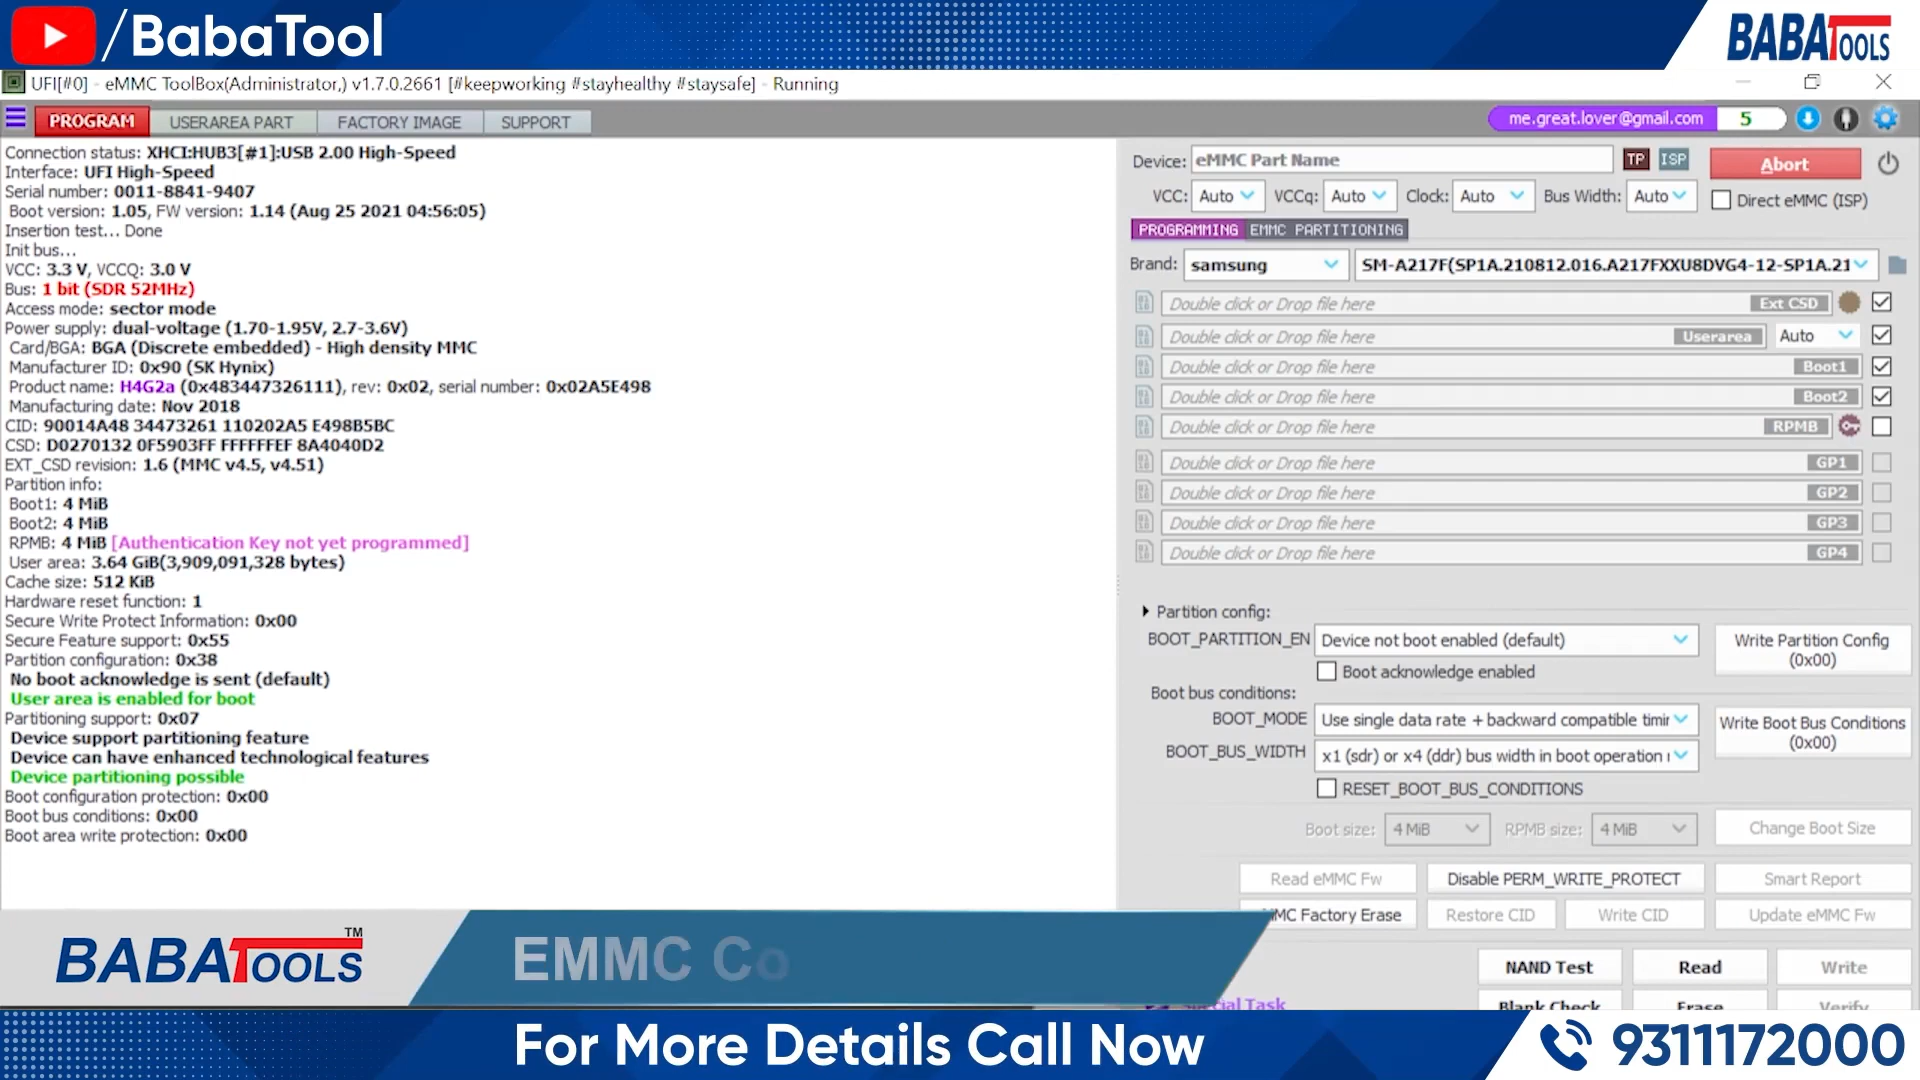 /BabaTool
BABATOOLS
UFI[#0] - eMMC ToolBox(Administrator,) v1.7.0.2661 [#keepworking #stayhealthy #staysafe] - Running
PROGRAM USERAREA PART FACTORY IMAGE SUPPORT
me.great.lover@gmail.com 5
Connection status: XHCI:HUB3[#1]:USB 2.00 High-Speed
Interface: UFI High-Speed
Serial number: 0011-8841-9407
Boot version: 1.05, FW version: 1.14 (Aug 25 2021 04:56:05)
Insertion test... Done
Init bus...
VCC: 3.3 V, VCCQ: 3.0 V
Bus: 1 bit (SDR 52MHz)
Access mode: sector mode
Power supply: dual-voltage (1.70-1.95V, 2.7-3.6V)
Card/BGA: BGA (Discrete embedded) - High density MMC
Manufacturer ID: 0x90 (SK Hynix)
Product name: H4G2a (0x483447326111), rev: 0x02, serial number: 0x02A5E498
Manufacturing date: Nov 2018
CID: 90014A48 34473261 110202A5 E498B5BC
CSD: D0270132 0F5903FF FFFFFFEF 8A4040D2
EXT_CSD revision: 1.6 (MMC v4.5, v4.51)
Partition info:
Boot1: 4 MiB
Boot2: 4 MiB
RPMB: 4 MiB [Authentication Key not yet programmed]
User area: 3.64 GiB(3,909,091,328 bytes)
Cache size: 512 KiB
Hardware reset function: 1
Secure Write Protect Information: 0x00
Secure Feature support: 0x55
Partition configuration: 0x38
No boot acknowledge is sent (default)
User area is enabled for boot
Partitioning support: 0x07
Device support partitioning feature
Device can have enhanced technological features
Device partitioning possible
Boot configuration protection: 0x00
Boot bus conditions: 0x00
Boot area write protection: 0x00
Device: eMMC Part Name TP ISP Abort
VCC: Auto VCCq: Auto Clock: Auto Bus Width: Auto Direct eMMC (ISP)
PROGRAMMING EMMC PARTITIONING
Brand: samsung SM-A217F(SP1A.210812.016.A217FXXU8DVG4-12-SP1A.21
Double click or Drop file here Ext CSD
Double click or Drop file here Userarea Auto
Double click or Drop file here Boot1
Double click or Drop file here Boot2
Double click or Drop file here RPMB
Double click or Drop file here GP1
Double click or Drop file here GP2
Double click or Drop file here GP3
Double click or Drop file here GP4
Partition config:
BOOT_PARTITION_EN Device not boot enabled (default) Write Partition Config
(0x00)
Boot acknowledge enabled
Boot bus conditions:
BOOT_MODE Use single data rate + backward compatible timir Write Boot Bus Conditions
(0x00)
BOOT_BUS_WIDTH x1 (sdr) or x4 (ddr) bus width in boot operation
RESET_BOOT_BUS_CONDITIONS
Boot size: 4 MiB RPMB size: 4 MiB Change Boot Size
Read eMMC Fw Disable PERM_WRITE_PROTECT Smart Report
MMC Factory Erase Restore CID Write CID Update eMMC Fw
NAND Test Read Write
Special Task Blank Check Erase Verify
BABATOOLS TM
EMMC Co
For More Details Call Now
9311172000